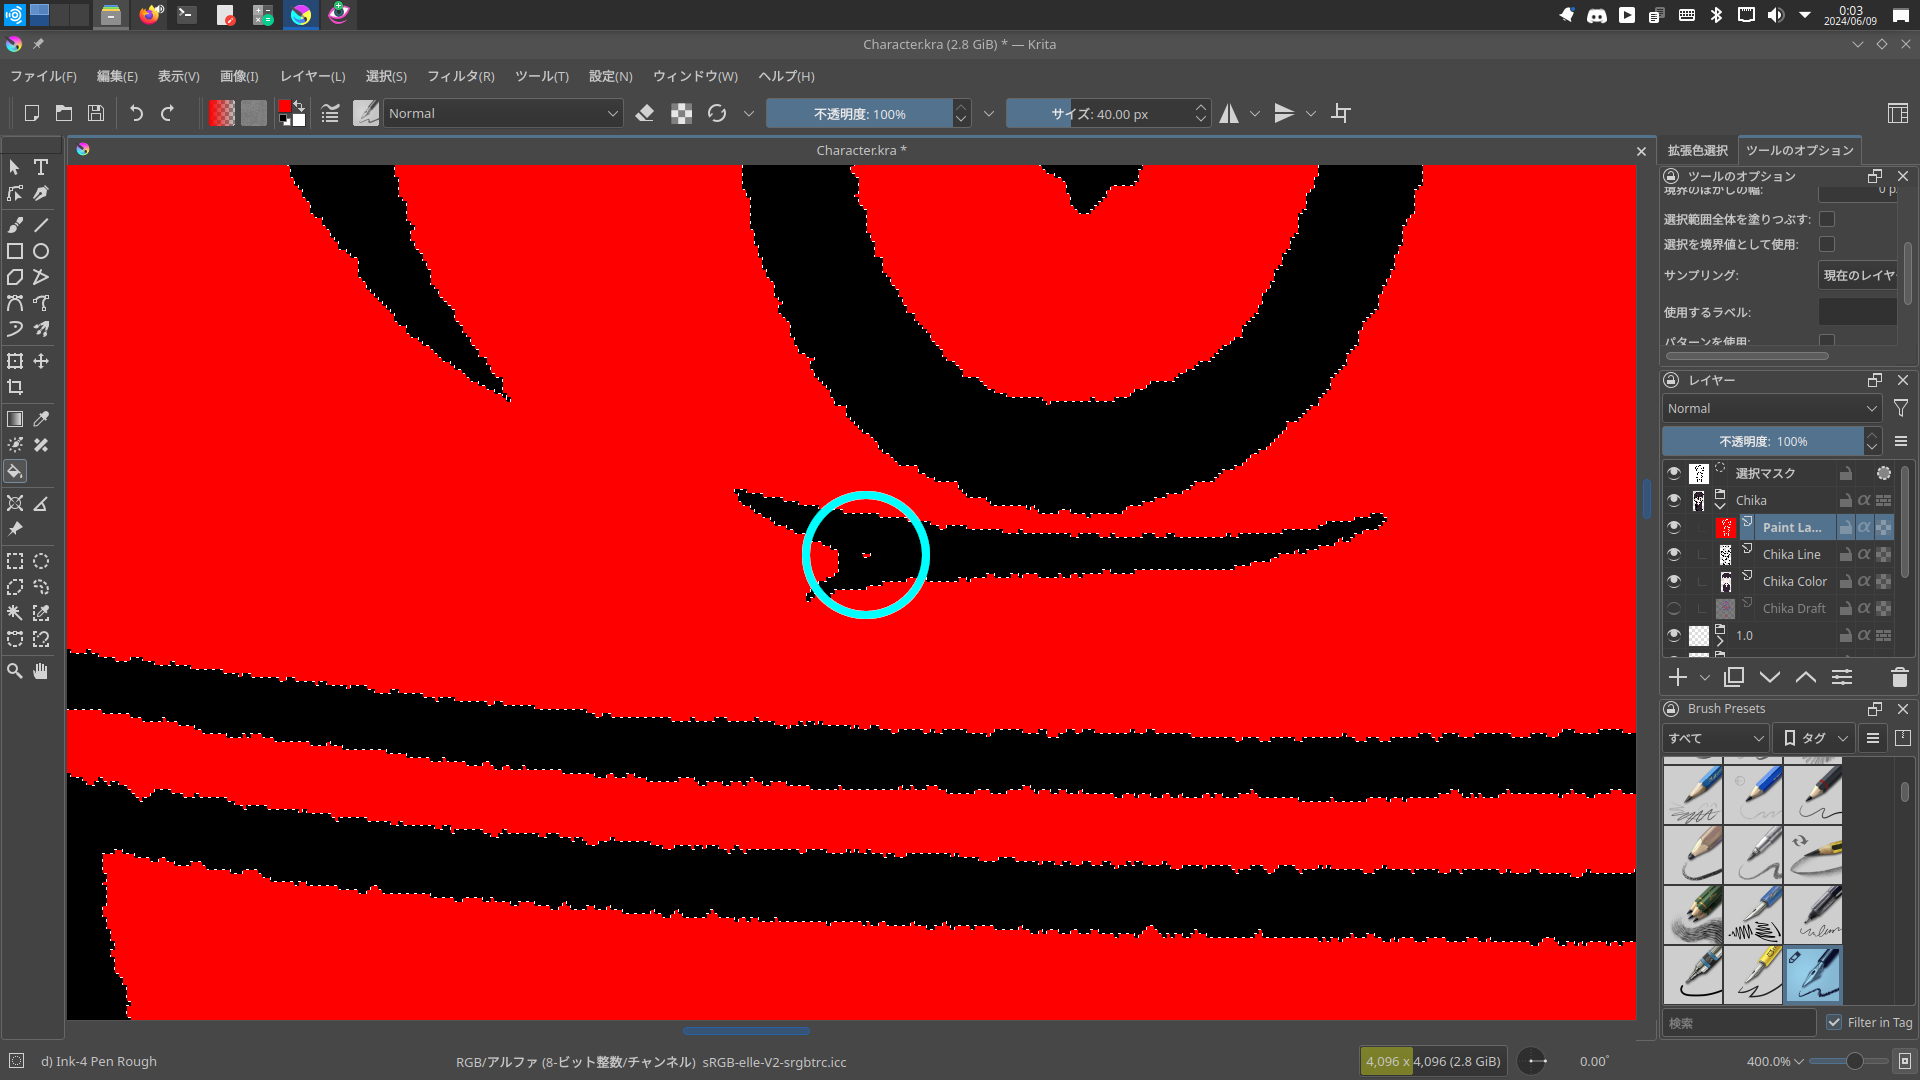 0:03
2024/06/09
Character.kra (2.8 GiB) * — Krita
ファイル(F) 編集(E) 表示(V) 画像(I) レイヤー(L) 選択(S) フィルタ(R) ツール(T) 設定(N) ウィンドウ(W) ヘルプ(H)
Normal 不透明度: 100% サイズ: 40.00 px
Character.kra *
拡張色選択 ツールのオプション
ツールのオプション
境界のぼかしの幅: 0 p
選択範囲全体を塗りつぶす:
選択を境界値として使用:
サンプリング: 現在のレイヤ
使用するラベル:
パターンを使用:
レイヤー
Normal
不透明度: 100%
選択マスク
Chika
Paint La...
Chika Line
Chika Color
Chika Draft
1.0
Brush Presets
すべて タグ
検索 Filter in Tag
d) Ink-4 Pen Rough RGB/アルファ (8-ビット整数/チャンネル) sRGB-elle-V2-srgbtrc.icc 4,096 x 4,096 (2.8 GiB) 0.00° 400.0%